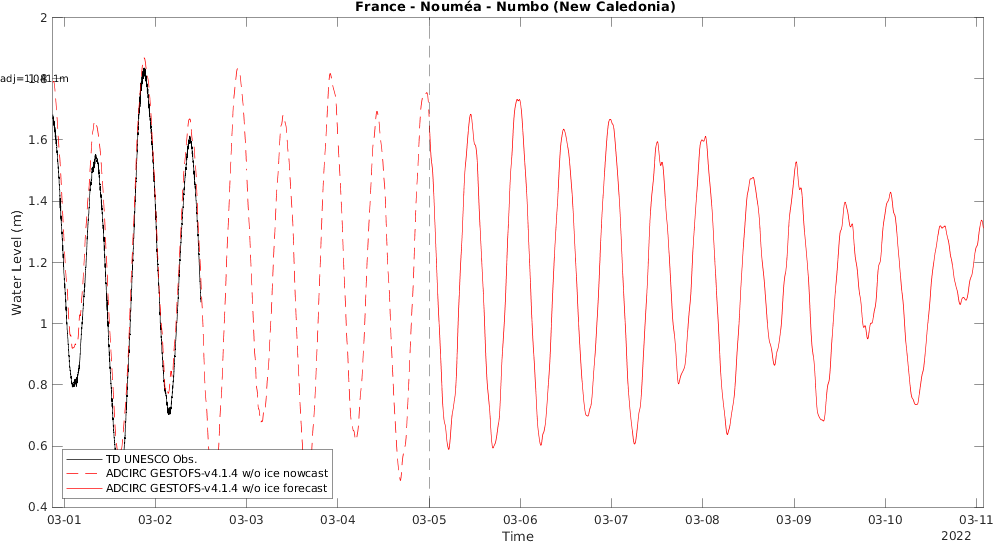 France - Nouméa - Numbo (New Caledonia)
2
1.8
1.6
1.4
1.2
1
0.8
0.6
0.4
Water Level (m)
TD UNESCO Obs.
ADCIRC GESTOFS-v4.1.4 w/o ice nowcast
ADCIRC GESTOFS-v4.1.4 w/o ice forecast
03-01 03-02 03-03 03-04 03-05 03-06 03-07 03-08 03-09 03-10 03-11
Time
2022